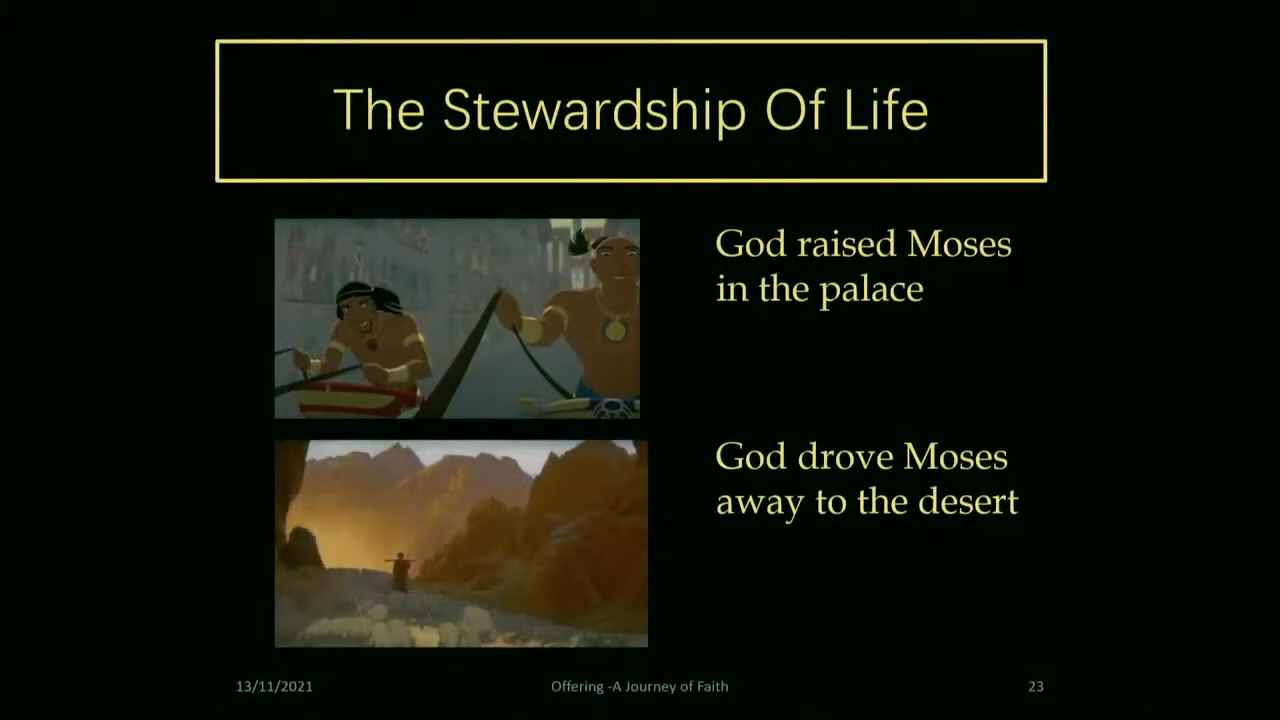 The Stewardship Of Life
God raised Moses
in the palace
God drove Moses
away to the desert
13/11/2021
Offering -A Journey of Faith
23